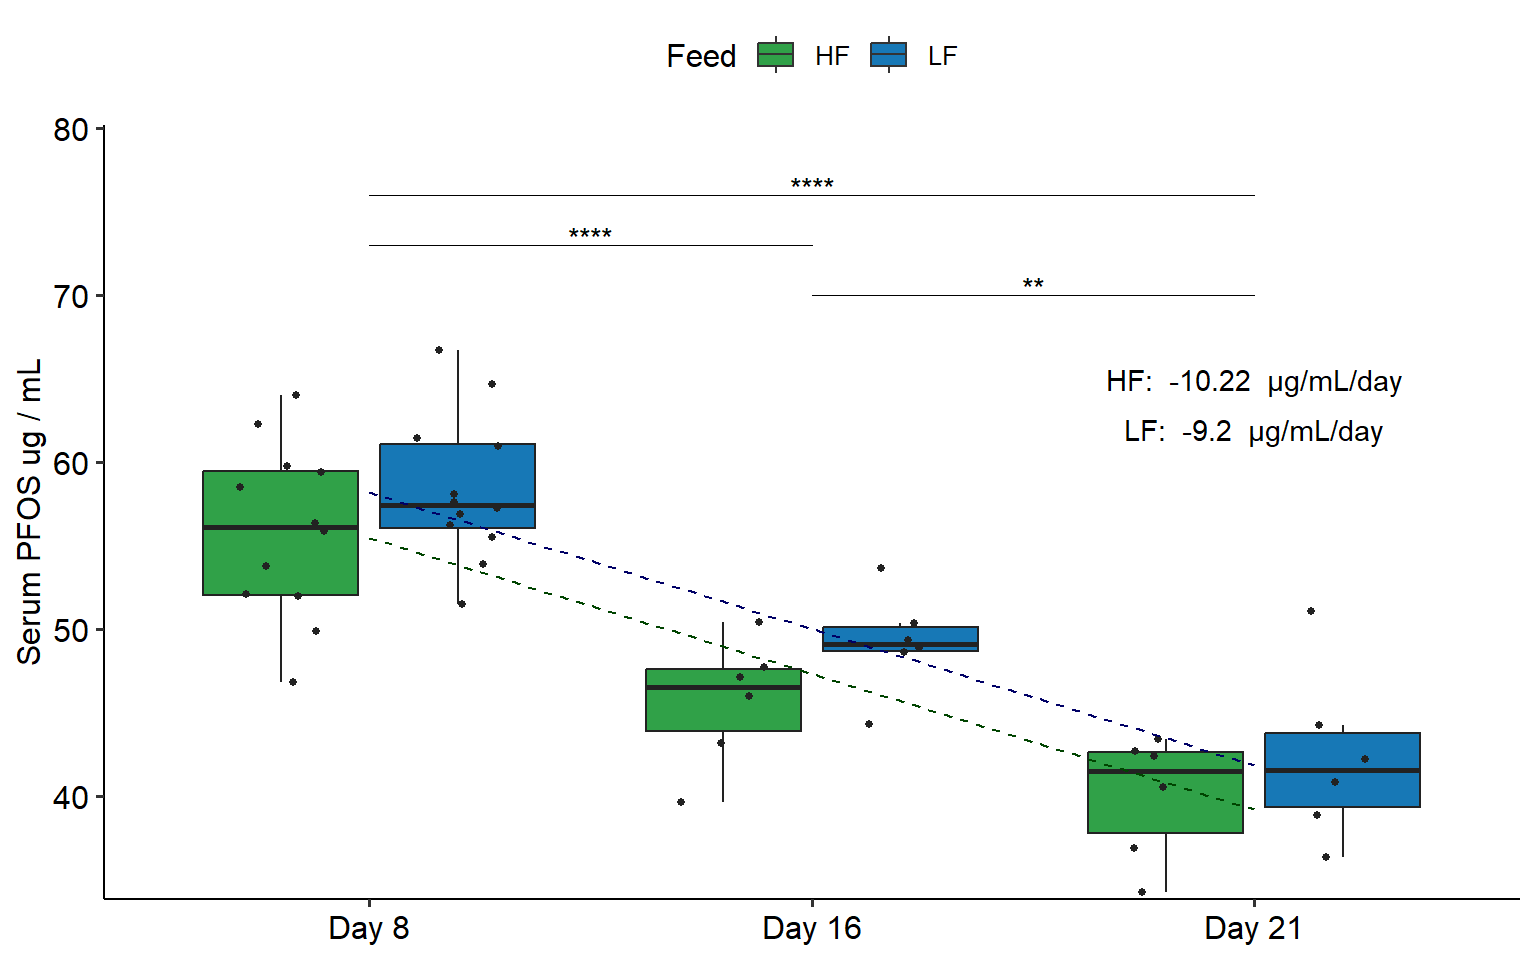 Feed HF LF
80
****
****
70
**
HF: -10.22 µg/mL/day
LF: -9.2 µg/mL/day
60
50
40
Serum PFOS ug / mL
Day 8 Day 16 Day 21